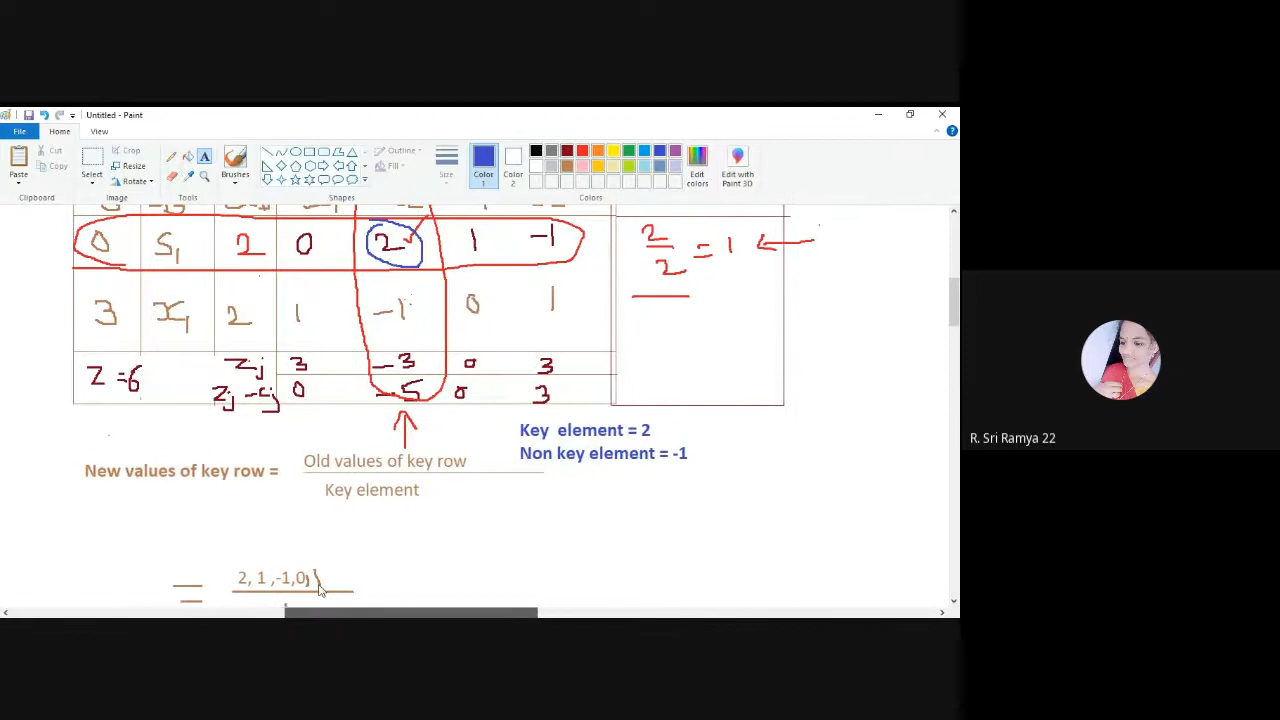 Untitled - Paint
File Home View
Cut
Copy
Paste
Clipboard
Crop
Resize
Rotate
Select
Image
A
Tools
Brushes
Outline
Fill
Shapes
Size
Color 1
Color 2
Edit colors
Colors
Edit with Paint 3D
0 S1 2 0 2 1 -1
2/2 = 1
3 x1 2 1 -1 0 1
Z = 6 Zj 3 -3 0 3
Zj - Cj 0 -5 0 3
Key element = 2
Non key element = -1
New values of key row =
Old values of key row
Key element
R. Sri Ramya 22
= 2, 1 ,-1,0,